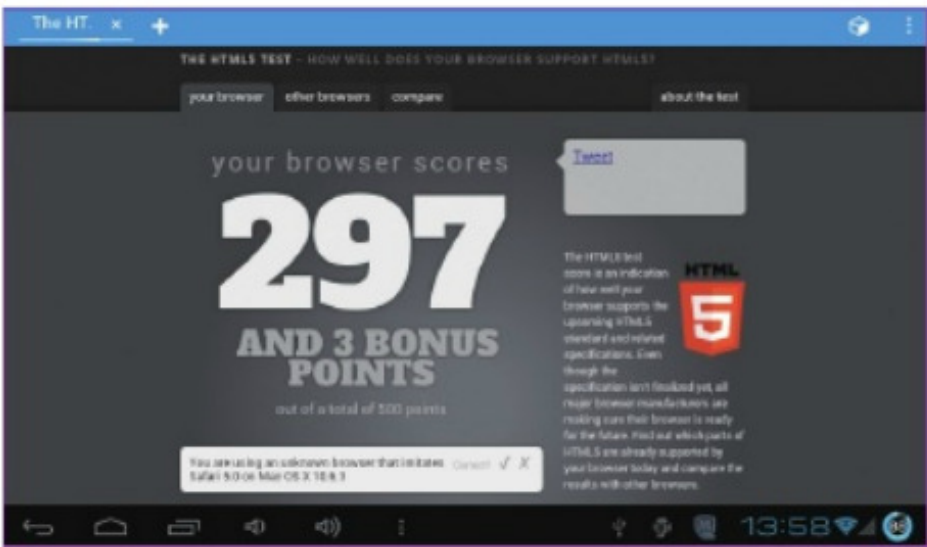 The HT. × +
THE HTML5 TEST – HOW WELL DOES YOUR BROWSER SUPPORT HTML5?
your browser other browsers compare about the test
your browser scores
297
AND 3 BONUS
POINTS
out of a total of 500 points
You are using an unknown browser that imitates Correct? ✓ X
Safari 5.0 on Mac OS X 10.6.3
Tweet
The HTML5 test
score is an indication
of how well your
browser supports the
upcoming HTML5
standard and related
specifications. Even
though the
specification isn't finalized yet, all
major browser manufacturers are
making sure their browser is ready
for the future. Find out which parts of
HTML5 are already supported by
your browser today and compare the
results with other browsers.
HTML
5
13:58